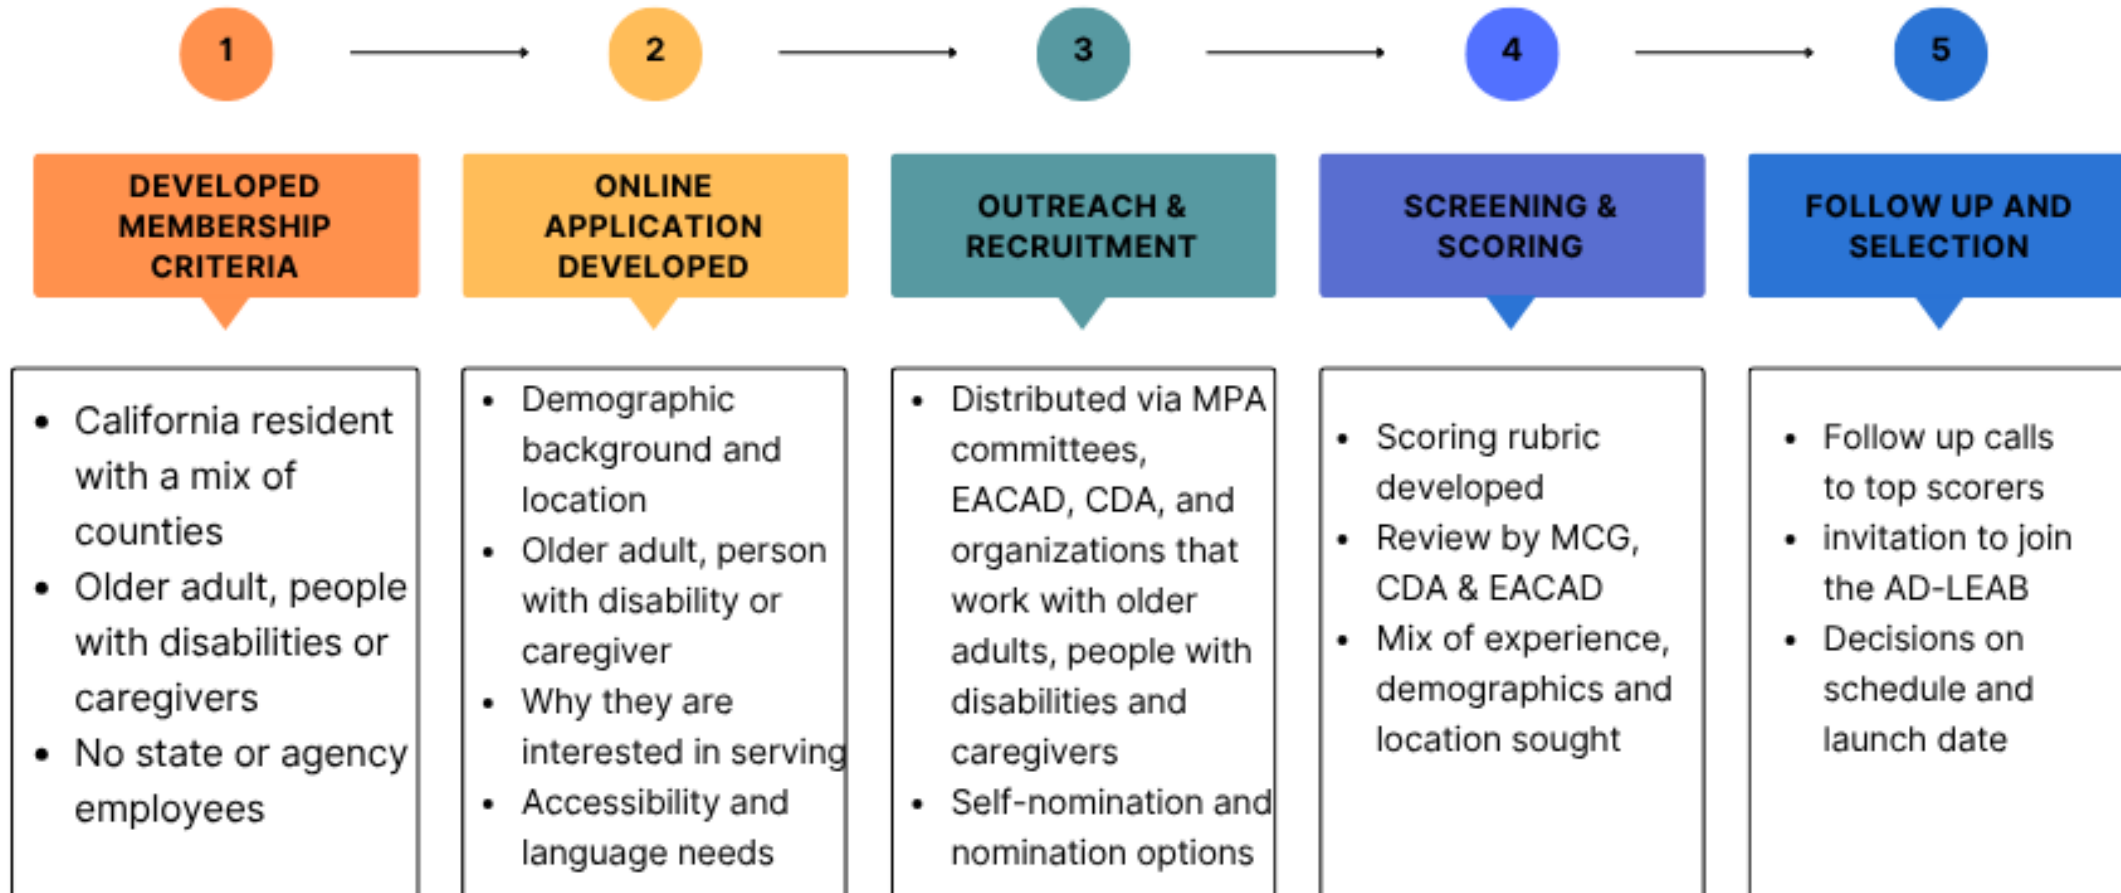 1
2
3
4
5
DEVELOPED
MEMBERSHIP
CRITERIA
ONLINE
APPLICATION
DEVELOPED
OUTREACH &
RECRUITMENT
SCREENING &
SCORING
FOLLOW UP AND
SELECTION
• California resident
with a mix of
counties
• Older adult, people
with disabilities or
caregivers
• No state or agency
employees
• Demographic
background and
location
• Older adult, person
with disability or
caregiver
• Why they are
interested in serving
• Accessibility and
language needs
• Distributed via MPA
committees,
EACAD, CDA, and
organizations that
work with older
adults, people with
disabilities and
caregivers
• Self-nomination and
nomination options
• Scoring rubric
developed
• Review by MCG,
CDA & EACAD
• Mix of experience,
demographics and
location sought
• Follow up calls
to top scorers
• invitation to join
the AD-LEAB
• Decisions on
schedule and
launch date